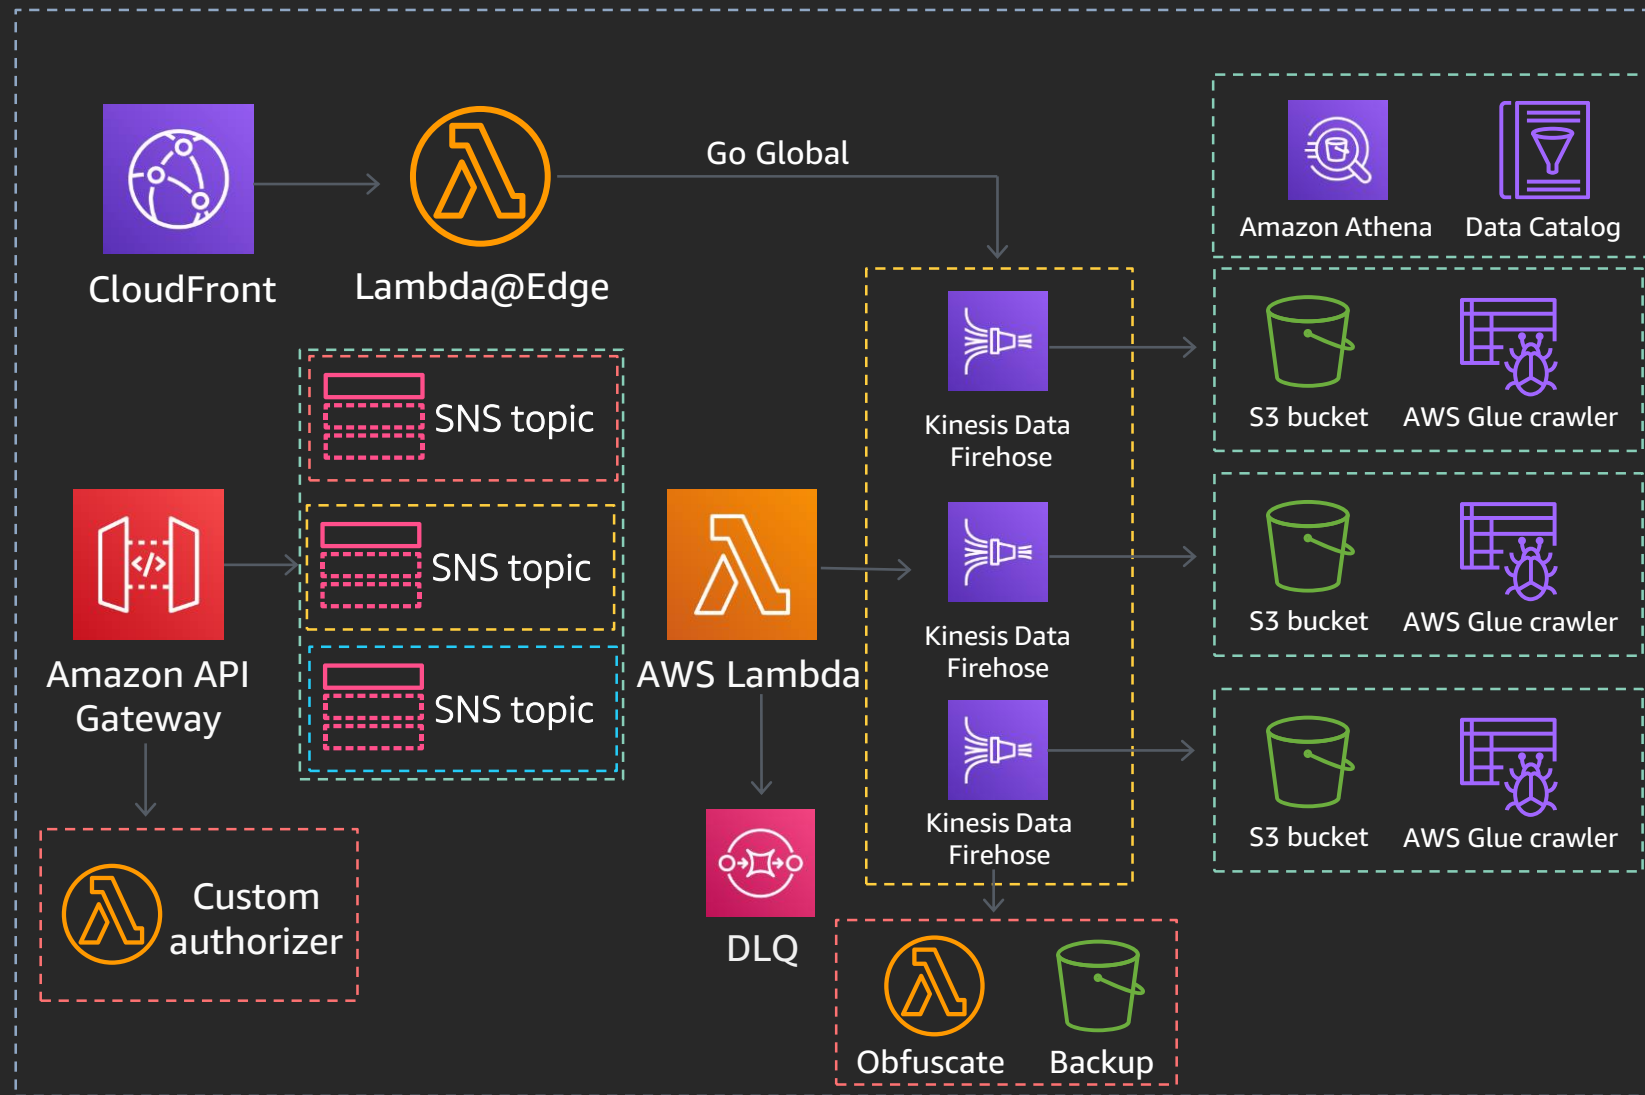 Go Global
CloudFront
Lambda@Edge
Amazon Athena
Data Catalog
SNS topic
Kinesis Data
Firehose
S3 bucket
AWS Glue crawler
</>
SNS topic
Kinesis Data
Firehose
S3 bucket
AWS Glue crawler
Amazon API
Gateway
SNS topic
AWS Lambda
Kinesis Data
Firehose
S3 bucket
AWS Glue crawler
Custom
authorizer
DLQ
Obfuscate
Backup